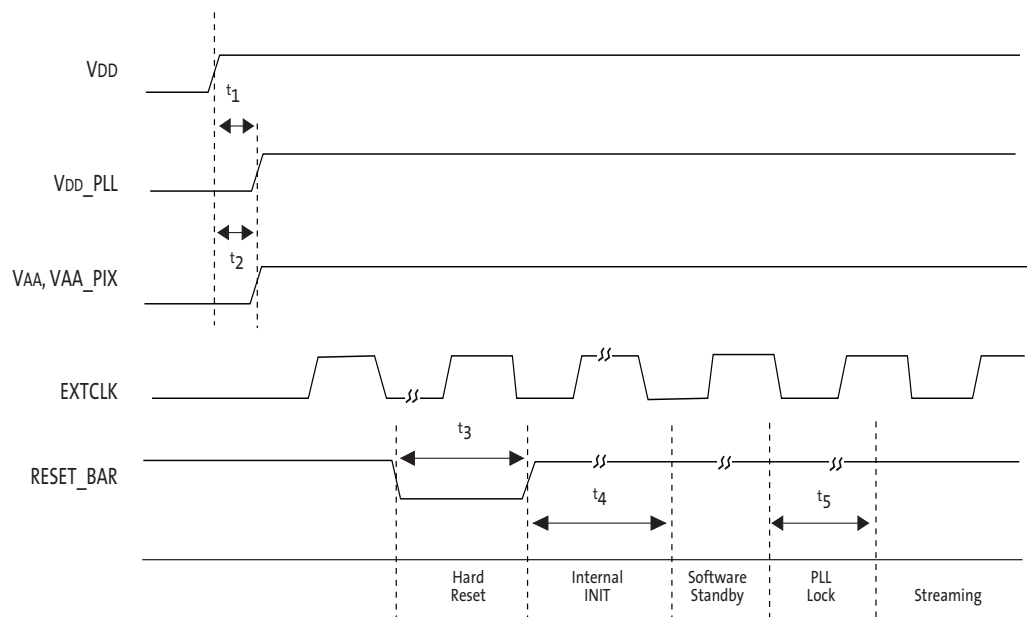 VDD
t1
VDD_PLL
t2
VAA, VAA_PIX
EXTCLK
t3
RESET_BAR
t4
t5
Hard
Reset
Internal
INIT
Software
Standby
PLL
Lock
Streaming